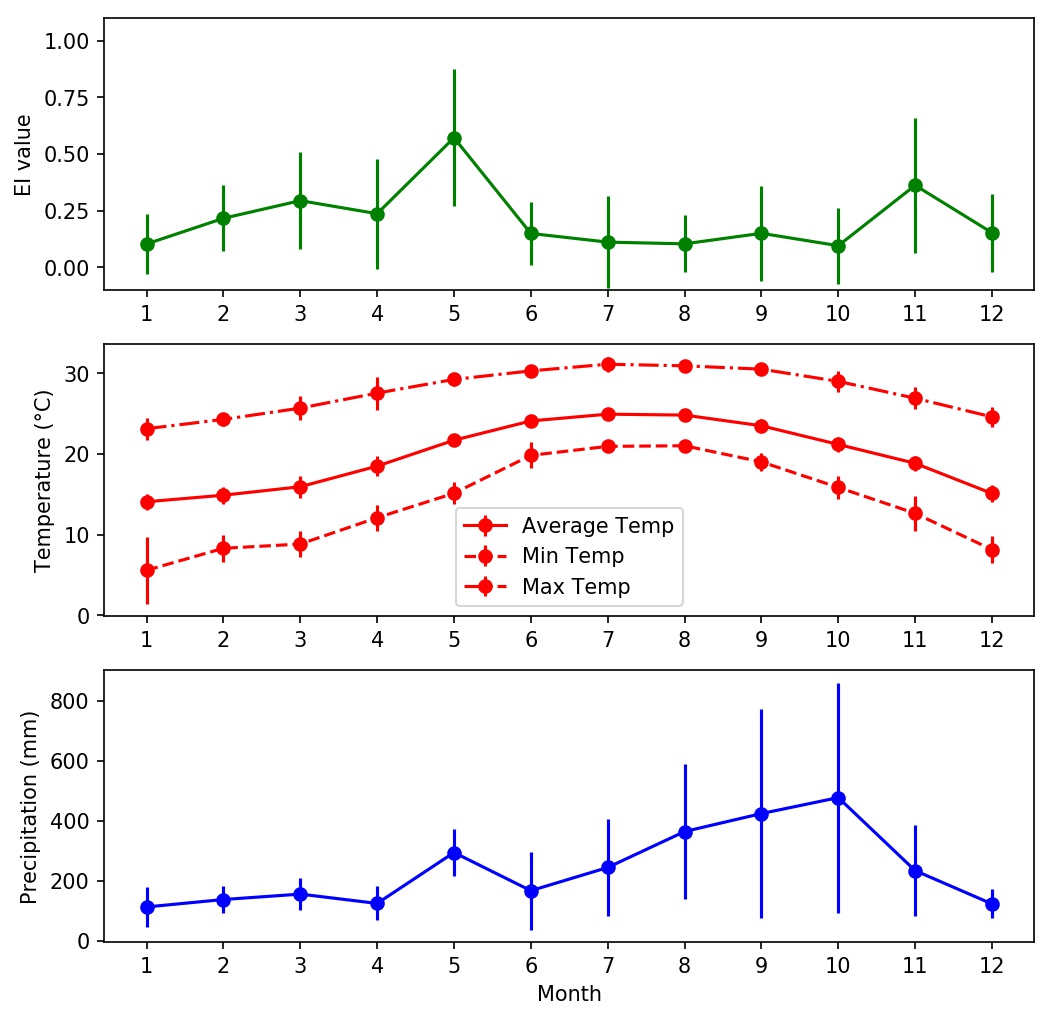 EI value
1.00
0.75
0.50
0.25
0.00
1 2 3 4 5 6 7 8 9 10 11 12
Temperature (°C)
30
20
10
0
Average Temp
Min Temp
Max Temp
1 2 3 4 5 6 7 8 9 10 11 12
Precipitation (mm)
800
600
400
200
0
1 2 3 4 5 6 7 8 9 10 11 12
Month